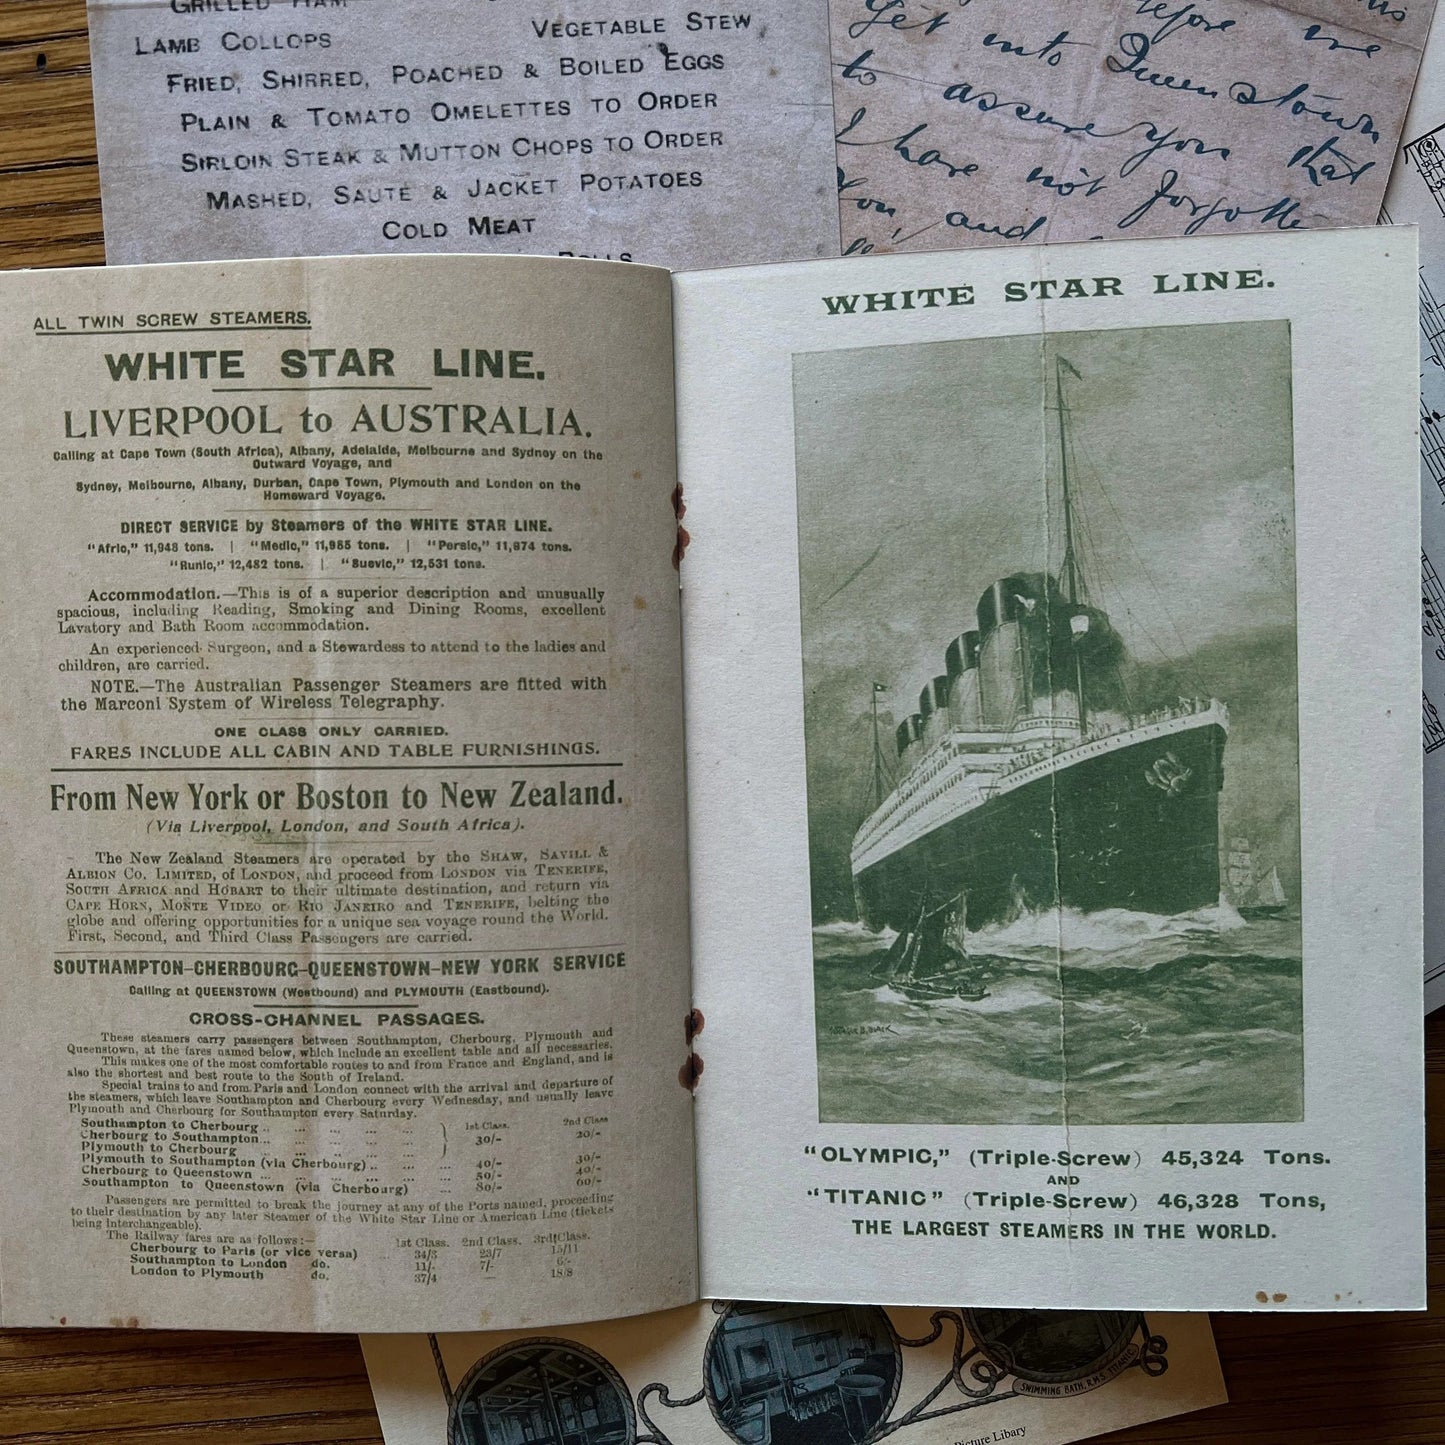 GRILLED HAM
LAMB COLLOPS
VEGETABLE STEW
FRIED, SHIRRED, POACHED & BOILED EGGS
PLAIN & TOMATO OMELETTES TO ORDER
SIRLOIN STEAK & MUTTON CHOPS TO ORDER
MASHED, SAUTÉ & JACKET POTATOES
COLD MEAT
ROLLS
before we
get into Queenstown
to assure you that
I have not forgotten
you, and
ALL TWIN SCREW STEAMERS.
WHITE STAR LINE.
LIVERPOOL to AUSTRALIA.
Calling at Cape Town (South Africa), Albany, Adelaide, Melbourne and Sydney on the
Outward Voyage, and
Sydney, Melbourne, Albany, Durban, Cape Town, Plymouth and London on the
Homeward Voyage.
DIRECT SERVICE by Steamers of the WHITE STAR LINE.
"Afric," 11,948 tons. | "Medic," 11,985 tons. | "Persic," 11,974 tons.
"Runic," 12,482 tons. | "Suevic," 12,531 tons.
Accommodation.—This is of a superior description and unusually
spacious, including Reading, Smoking and Dining Rooms, excellent
Lavatory and Bath Room accommodation.
An experienced Surgeon, and a Stewardess to attend to the ladies and
children, are carried.
NOTE.—The Australian Passenger Steamers are fitted with
the Marconi System of Wireless Telegraphy.
ONE CLASS ONLY CARRIED.
FARES INCLUDE ALL CABIN AND TABLE FURNISHINGS.
From New York or Boston to New Zealand.
(Via Liverpool, London, and South Africa).
The New Zealand Steamers are operated by the SHAW, SAVILL &
ALBION CO. LIMITED, of LONDON, and proceed from LONDON via TENERIFE,
SOUTH AFRICA and HOBART to their ultimate destination, and return via
CAPE HORN, MONTE VIDEO or RIO JANEIRO and TENERIFE, belting the
globe and offering opportunities for a unique sea voyage round the World.
First, Second, and Third Class Passengers are carried.
SOUTHAMPTON-CHERBOURG-QUEENSTOWN-NEW YORK SERVICE
Calling at QUEENSTOWN (Westbound) and PLYMOUTH (Eastbound).
CROSS-CHANNEL PASSAGES.
These steamers carry passengers between Southampton, Cherbourg, Plymouth and
Queenstown, at the fares named below, which include an excellent table and all necessaries.
This makes one of the most comfortable routes to and from France and England, and is
also the shortest and best route to the South of Ireland.
Special trains to and from Paris and London connect with the arrival and departure of
the steamers, which leave Southampton and Cherbourg every Wednesday, and usually leave
Plymouth and Cherbourg for Southampton every Saturday.
1st Class. 2nd Class
Southampton to Cherbourg .. ... ... ... ...
Cherbourg to Southampton... ... ... ... ... 30/- 20/-
Plymouth to Cherbourg ... ... ... ...
Plymouth to Southampton (via Cherbourg) .. ... ... 40/- 30/-
Cherbourg to Queenstown ... ... ... ... ... 50/- 40/-
Southampton to Queenstown (via Cherbourg) ... 80/- 60/-
Passengers are permitted to break the journey at any of the Ports named, proceeding
to their destination by any later Steamer of the White Star Line or American Line (tickets
being interchangeable).
The Railway fares are as follows:— 1st Class. 2nd Class. 3rd Class.
Cherbourg to Paris (or vice versa) ... 34/3 23/7 15/11
Southampton to London do. 11/- 7/- 6/-
London to Plymouth do. 37/4 — 18/8
WHITE STAR LINE.
"OLYMPIC," (Triple-Screw) 45,324 Tons.
AND
"TITANIC" (Triple-Screw) 46,328 Tons,
THE LARGEST STEAMERS IN THE WORLD.
SWIMMING BATH, R.M.S. TITANIC
Picture Libary